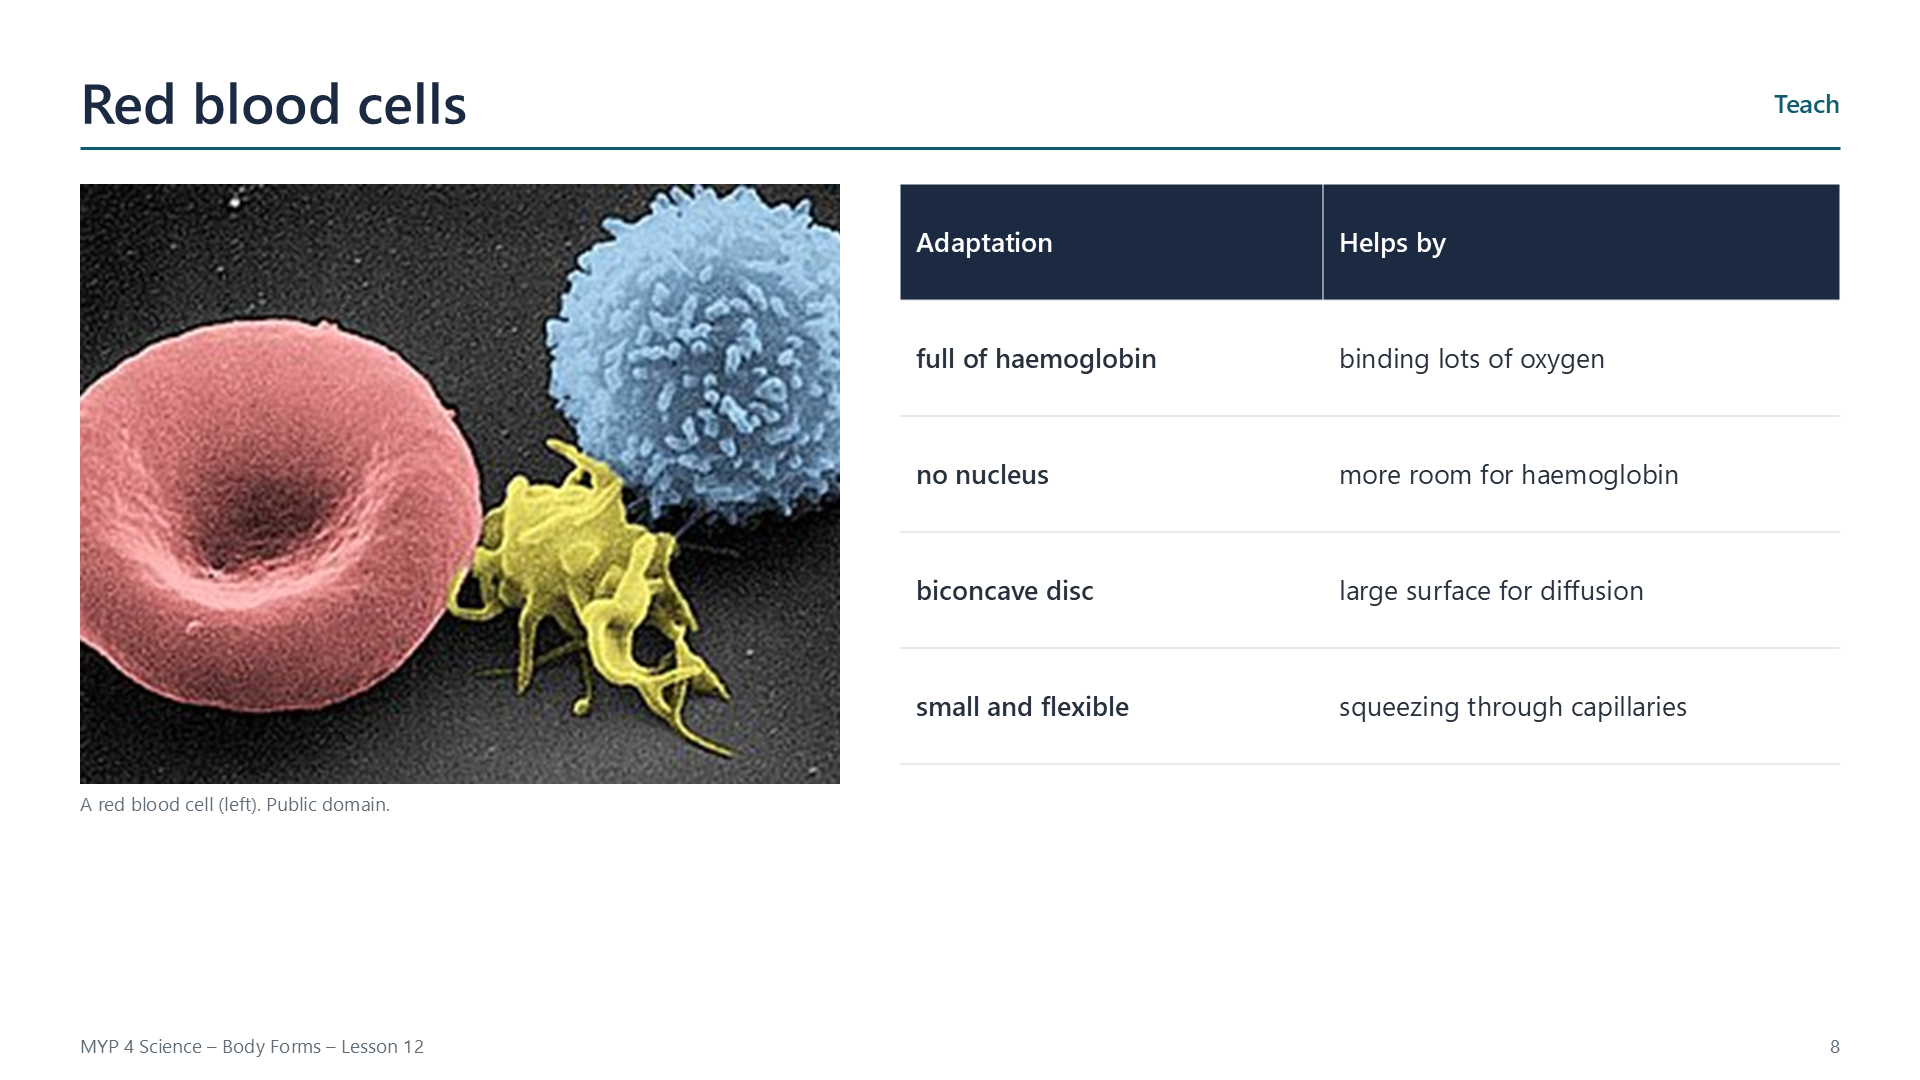 Red blood cells
Teach
Adaptation
Helps by
full of haemoglobin
binding lots of oxygen
no nucleus
more room for haemoglobin
biconcave disc
large surface for diffusion
small and flexible
squeezing through capillaries
A red blood cell (left). Public domain.
MYP 4 Science – Body Forms – Lesson 12
8